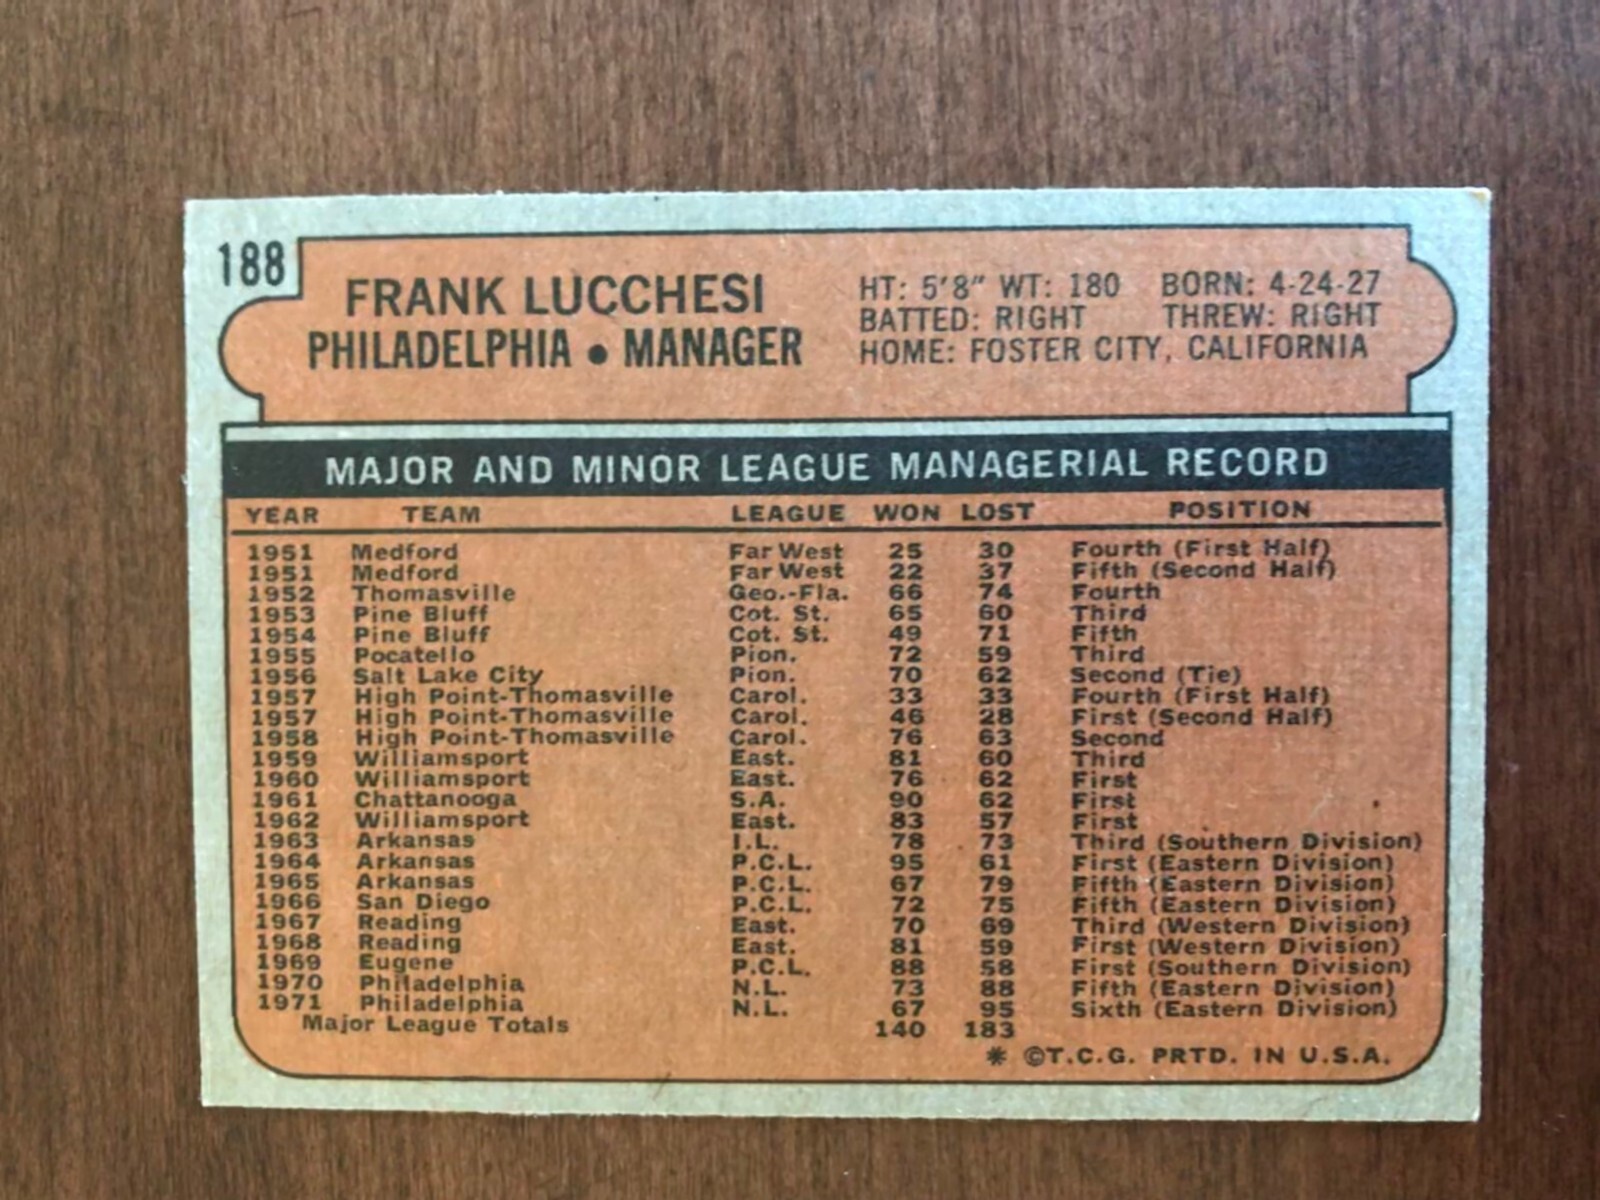 188
FRANK LUCCHESI
PHILADELPHIA • MANAGER
HT: 5'8" WT: 180 BORN: 4-24-27
BATTED: RIGHT THREW: RIGHT
HOME: FOSTER CITY, CALIFORNIA
MAJOR AND MINOR LEAGUE MANAGERIAL RECORD
YEAR TEAM LEAGUE WON LOST POSITION
1951 Medford Far West 25 30 Fourth (First Half)
1951 Medford Far West 22 37 Fifth (Second Half)
1952 Thomasville Geo.-Fla. 66 74 Fourth
1953 Pine Bluff Cot. St. 65 60 Third
1954 Pine Bluff Cot. St. 49 71 Fifth
1955 Pocatello Pion. 72 59 Third
1956 Salt Lake City Pion. 70 62 Second (Tie)
1957 High Point-Thomasville Carol. 33 33 Fourth (First Half)
1957 High Point-Thomasville Carol. 46 28 First (Second Half)
1958 High Point-Thomasville Carol. 76 63 Second
1959 Williamsport East. 81 60 Third
1960 Williamsport East. 76 62 First
1961 Chattanooga S.A. 90 62 First
1962 Williamsport East. 83 57 First
1963 Arkansas I.L. 78 73 Third (Southern Division)
1964 Arkansas P.C.L. 95 61 First (Eastern Division)
1965 Arkansas P.C.L. 67 79 Fifth (Eastern Division)
1966 San Diego P.C.L. 72 75 Fifth (Eastern Division)
1967 Reading East. 70 69 Third (Western Division)
1968 Reading East. 81 59 First (Western Division)
1969 Eugene P.C.L. 88 58 First (Southern Division)
1970 Philadelphia N.L. 73 88 Fifth (Eastern Division)
1971 Philadelphia N.L. 67 95 Sixth (Eastern Division)
Major League Totals 140 183
* ©T.C.G. PRTD. IN U.S.A.